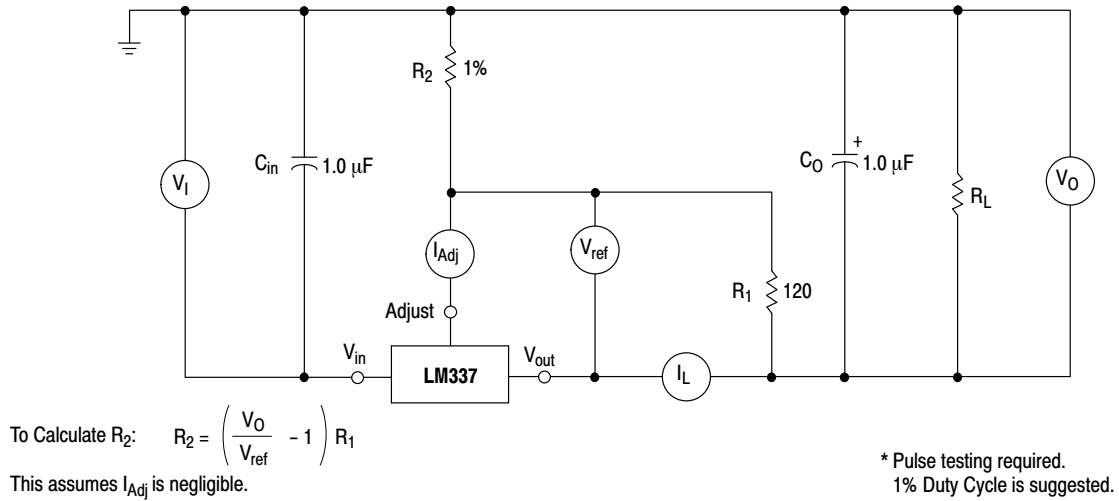 R2 1%
Cin 1.0 μF
CO + 1.0 μF
VI
RL
VO
IAdj
Vref
R1 120
Adjust
Vin
LM337
Vout
IL
To Calculate R2: R2 = ( VO / Vref - 1 ) R1
This assumes IAdj is negligible.
* Pulse testing required.
1% Duty Cycle is suggested.